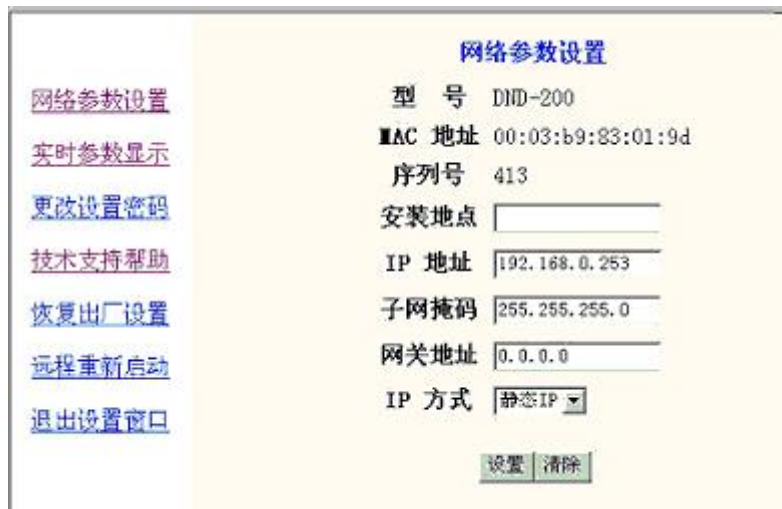 网络参数设置
实时参数显示
更改设置密码
技术支持帮助
恢复出厂设置
远程重新启动
退出设置窗口
网络参数设置
型 号 DND-200
MAC 地址 00:03:b9:83:01:9d
序列号 413
安装地点
IP 地址 192.168.0.253
子网掩码 255.255.255.0
网关地址 0.0.0.0
IP 方式 静态IP
设置 清除